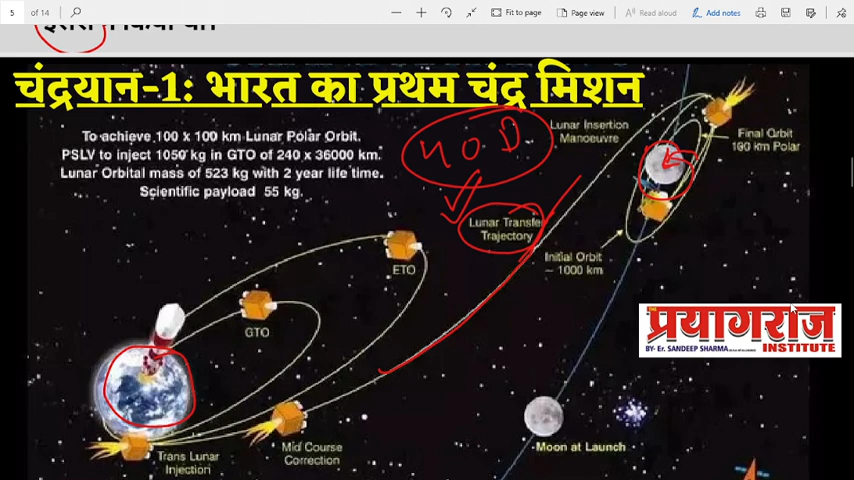 5 of 14
Fit to page
Page view
Read aloud
Add notes
चंद्रयान-1: भारत का प्रथम चंद्र मिशन
To achieve 100 x 100 km Lunar Polar Orbit.
PSLV to inject 1050 kg in GTO of 240 x 36000 km.
Lunar Orbital mass of 523 kg with 2 year life time.
Scientific payload 55 kg.
Lunar Insertion
Manoeuvre
Final Orbit
100 km Polar
Lunar Transfer
Trajectory
ETO
Initial Orbit
~ 1000 km
GTO
THE
प्रयागराज
BY- Er. SANDEEP SHARMA
INSTITUTE
Mid Course
Correction
Trans Lunar
Injection
Moon at Launch